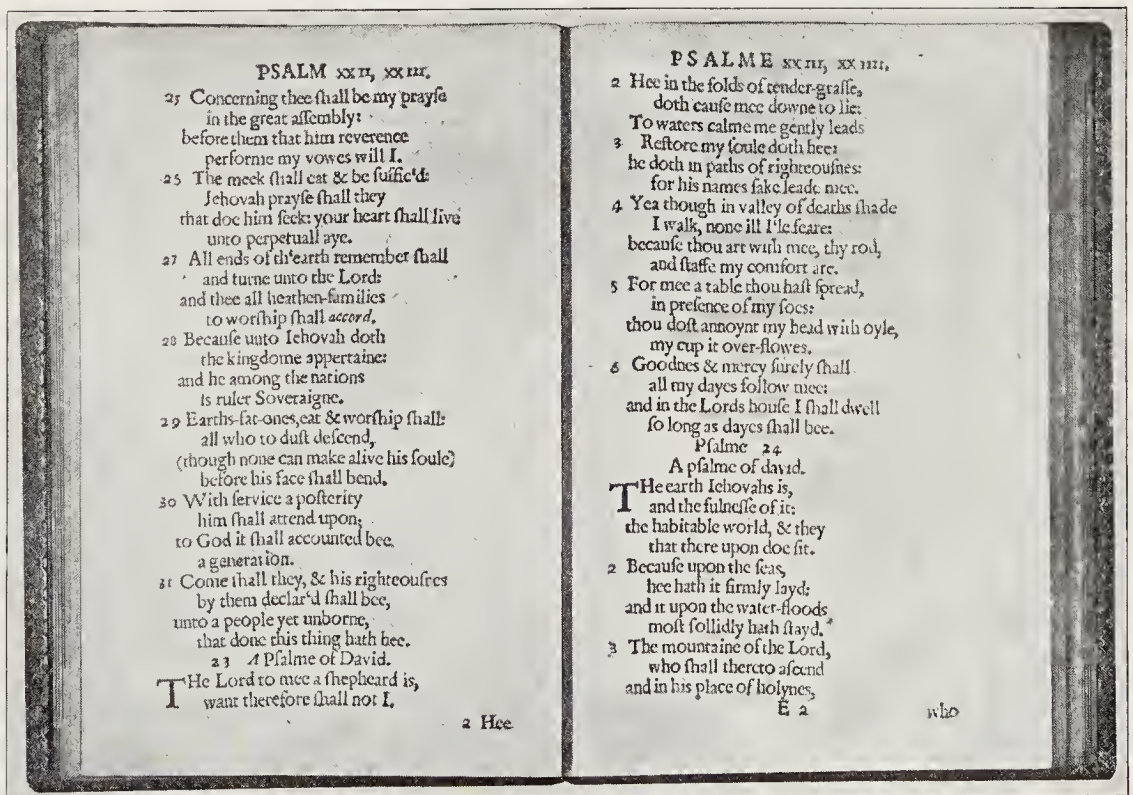 PSALM XXII, XXIII.
25 Concerning thee ſhall be my prayſe
in the great aſſembly:
before them that him reverence
performe my vowes will I.
25 The meek ſhall eat & be ſuffic'd:
Jehovah prayſe ſhall they
that doe him ſeek: your heart ſhall live
unto perpetuall aye.
27 All ends of th'earth remember ſhall
and turne unto the Lord:
and thee all heathen-families
to worſhip ſhall accord.
28 Becauſe unto Iehovah doth
the kingdome appertaine:
and he among the nations
is ruler Soveraigne.
29 Earths-fat-ones, eat & worſhip ſhall:
all who to duſt deſcend,
(though none can make alive his ſoule)
before his face ſhall bend.
30 With ſervice a poſterity
him ſhall attend upon;
to God it ſhall accounted bee
a generation.
31 Come ſhall they, & his righteouſnes
by them declar'd ſhall bee,
unto a people yet unborne,
that done this thing hath hee.
23 A Pſalme of David.
THe Lord to mee a ſhepheard is,
want therefore ſhall not I.
2 Hee
PSALME XXIII, XXIIII.
2 Hee in the folds of tender-graſſe,
doth cauſe mee downe to lie:
To waters calme me gently leads
3 Reſtore my ſoule doth hee:
he doth in paths of righteouſnes:
for his names ſake leade mee.
4 Yea though in valley of deaths ſhade
I walk, none ill I'le feare:
becauſe thou art with mee, thy rod,
and ſtaffe my comfort are.
5 For mee a table thou haſt ſpread,
in preſence of my foes:
thou doſt annoynt my head with oyle,
my cup it over-flowes.
6 Goodnes & mercy ſurely ſhall
all my dayes follow mee:
and in the Lords houſe I ſhall dwell
ſo long as dayes ſhall bee.
Pſalme 24
A pſalme of david.
THe earth Iehovahs is,
and the fulneſſe of it:
the habitable world, & they
that there upon doe ſit.
2 Becauſe upon the ſeas,
hee hath it firmly layd:
and it upon the water-floods
moſt ſollidly hath ſtayd.
3 The mountaine of the Lord,
who ſhall thereto aſcend
and in his place of holynes,
E 2
who